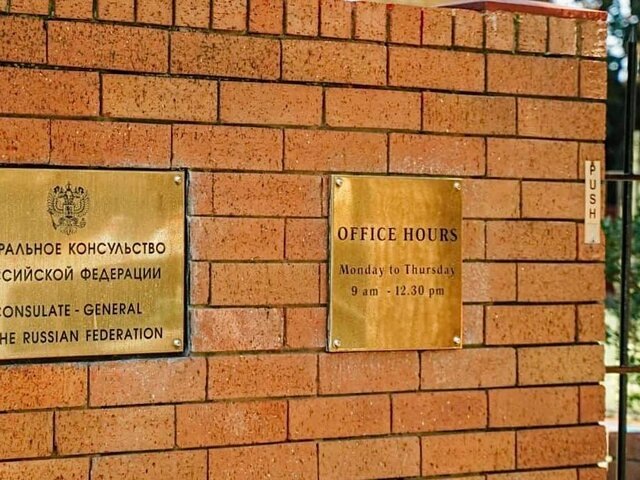 РАЛЬНОЕ КОНСУЛЬСТВО
ССИЙСКОЙ ФЕДЕРАЦИИ
CONSULATE - GENERAL
HE RUSSIAN FEDERATION
OFFICE HOURS
Monday to Thursday
9 am - 12.30 pm
PUSH